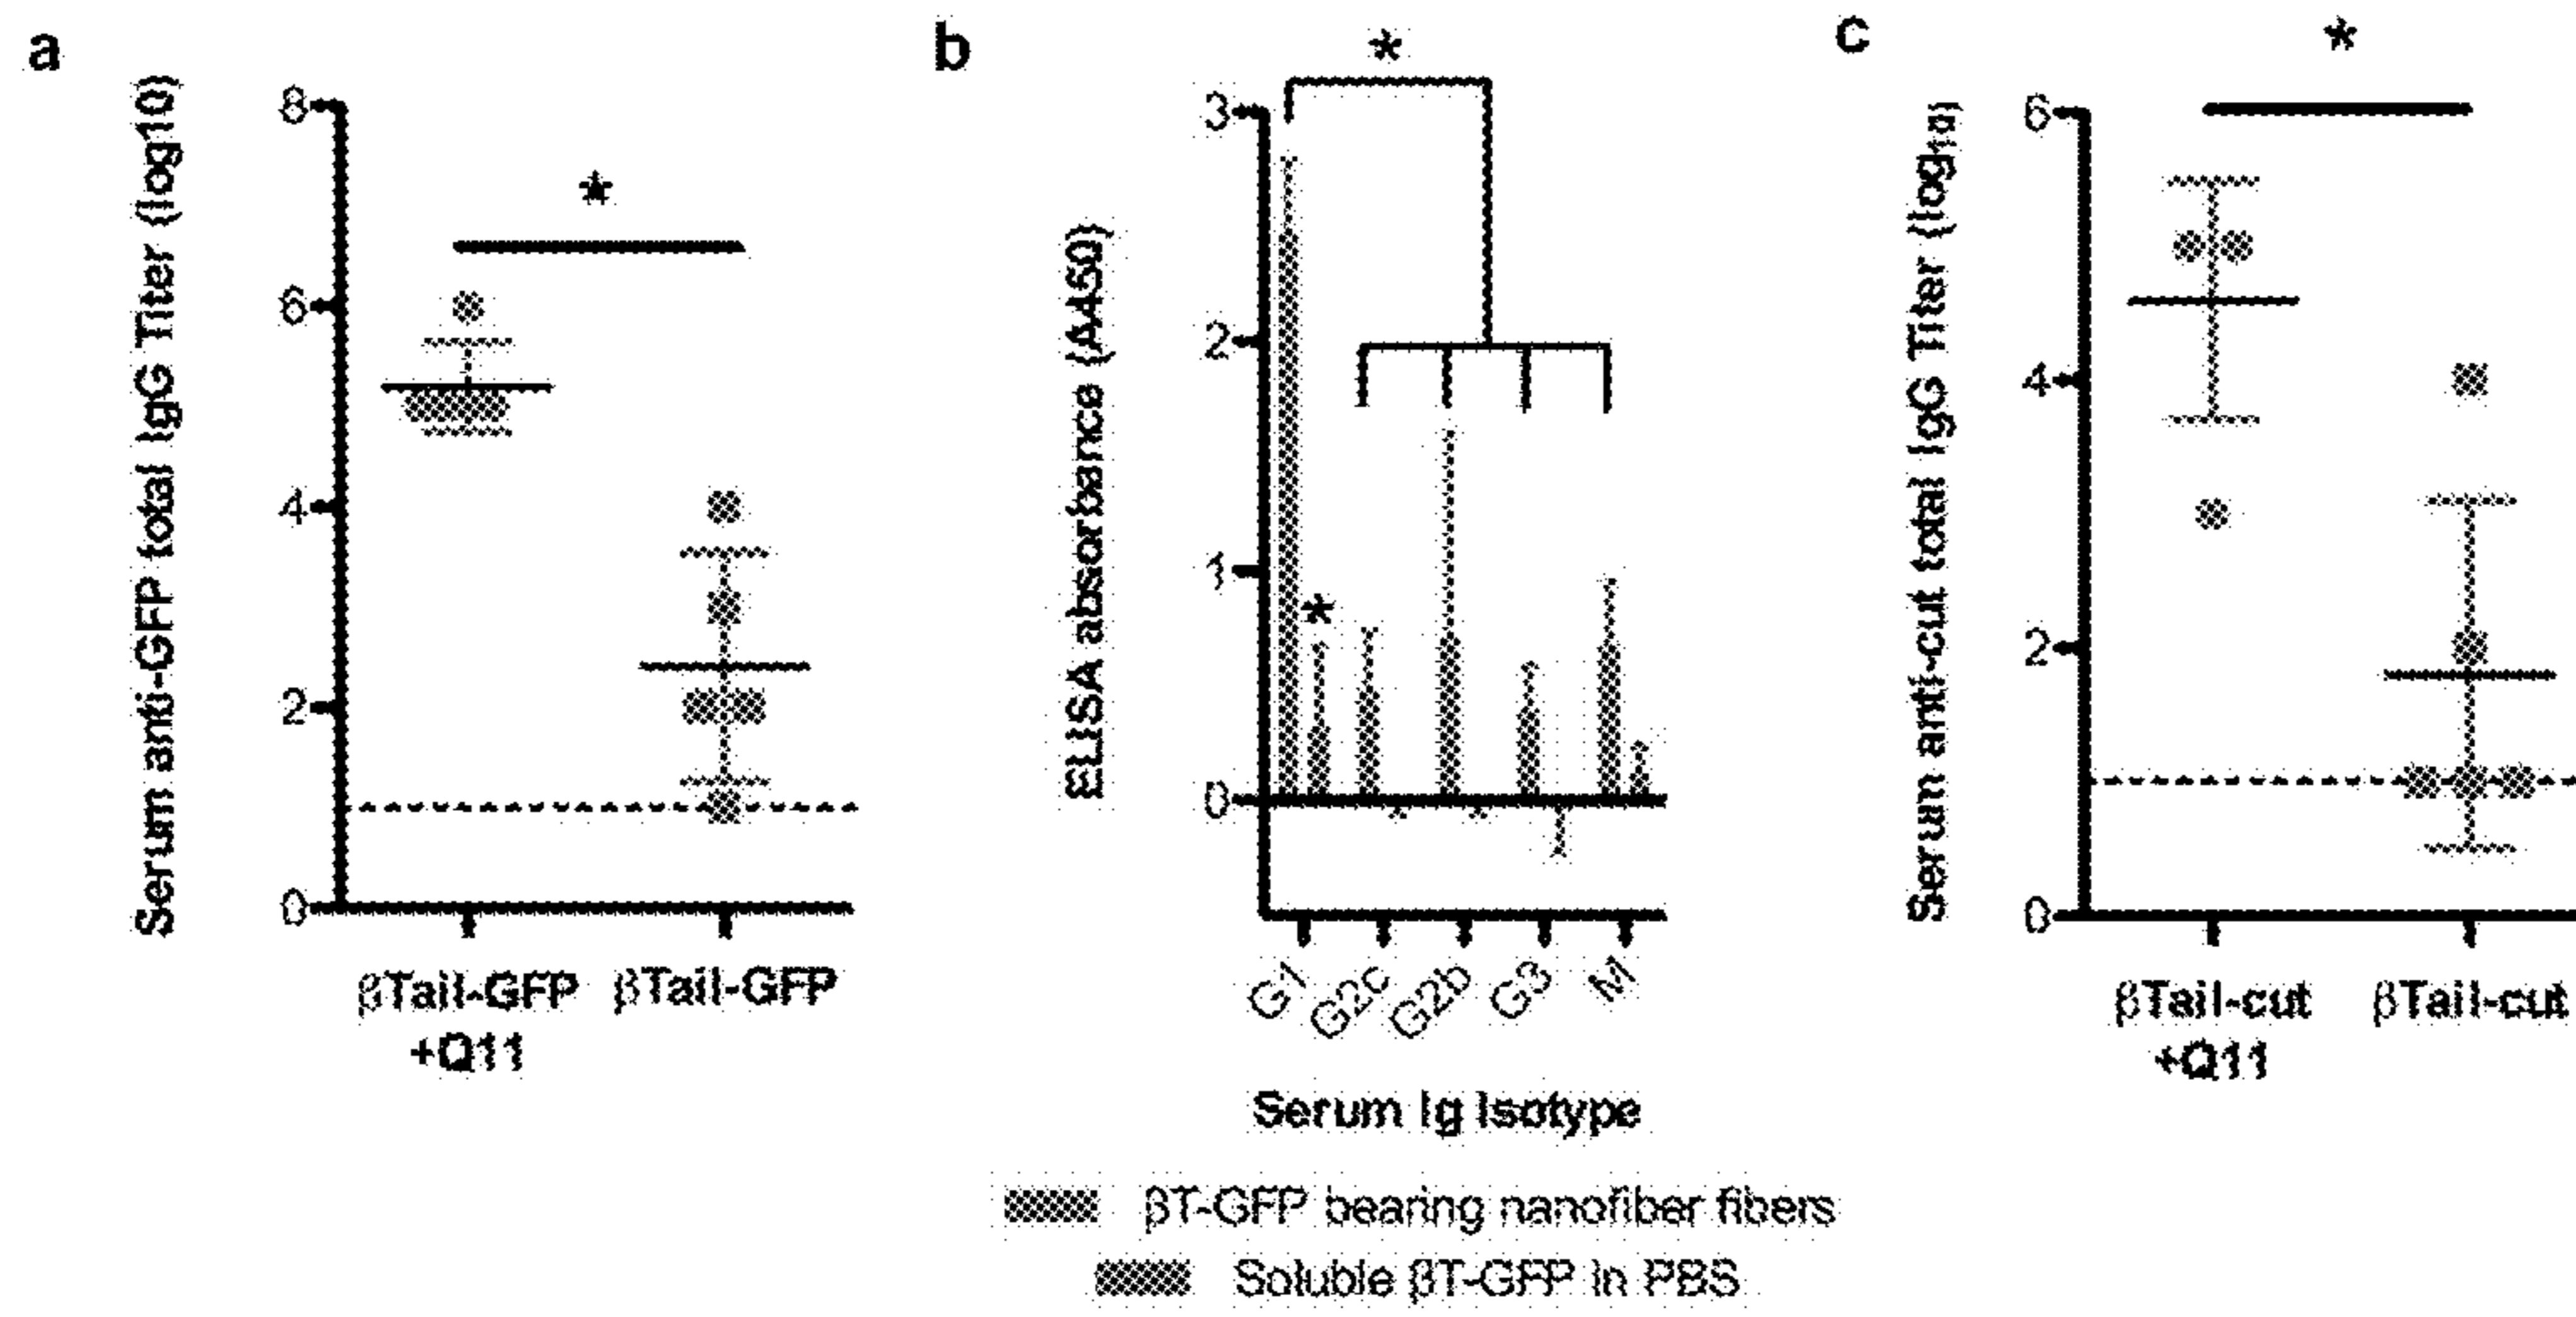 a
Serum anti-GFP total IgG Titer (log10)
8
6
4
2
0
*
βTail-GFP
+Q11
βTail-GFP
b
ELISA absorbance (A450)
3
2
1
0
*
*
G1
G2c
G2b
G3
M
Serum Ig Isotype
βT-GFP bearing nanofiber fibers
Soluble βT-GFP in PBS
c
Serum anti-cut total IgG Titer (log10)
6
4
2
0
*
βTail-cut
+Q11
βTail-cut